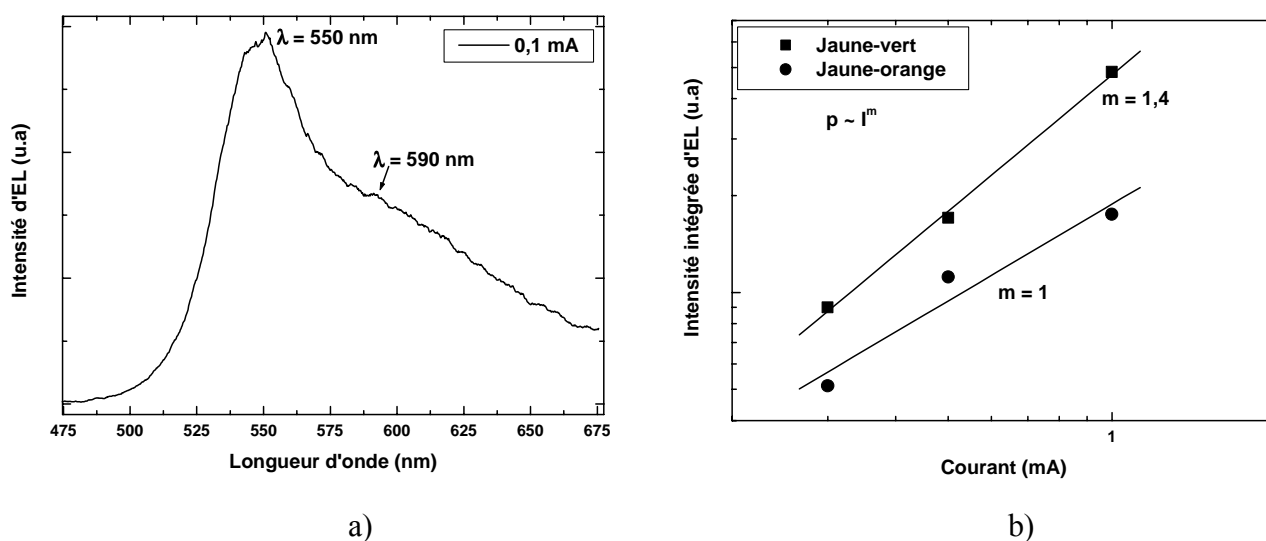 λ = 550 nm
0,1 mA
λ = 590 nm
Intensité d'EL (u.a)
475 500 525 550 575 600 625 650 675
Longueur d'onde (nm)
a)
Jaune-vert
Jaune-orange
p ~ I^m
m = 1,4
m = 1
Intensité intégrée d'EL (u.a)
1
Courant (mA)
b)